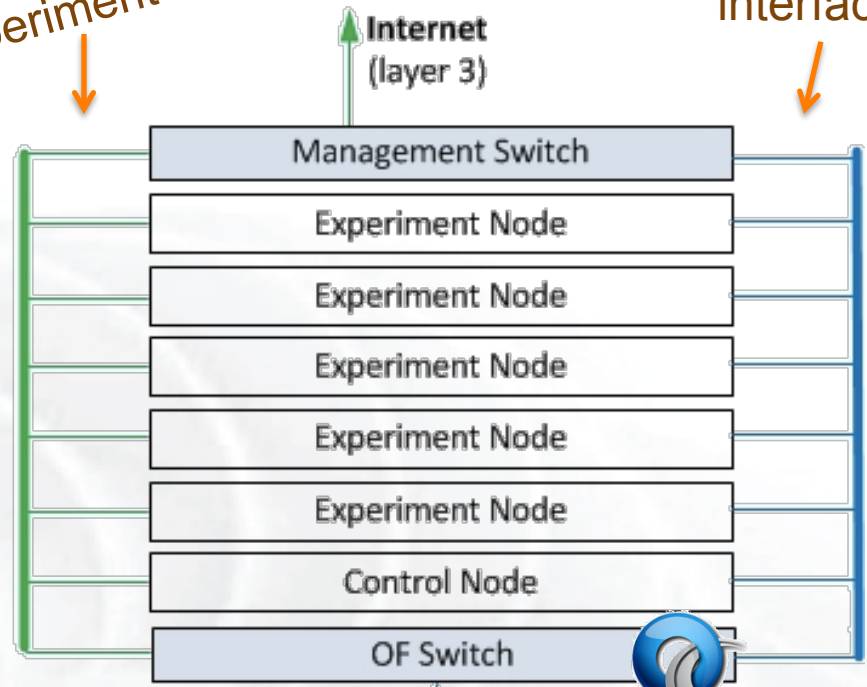 Internet
(layer 3)
Management Switch
Experiment Node
Experiment Node
Experiment Node
Experiment Node
Experiment Node
Control Node
OF Switch